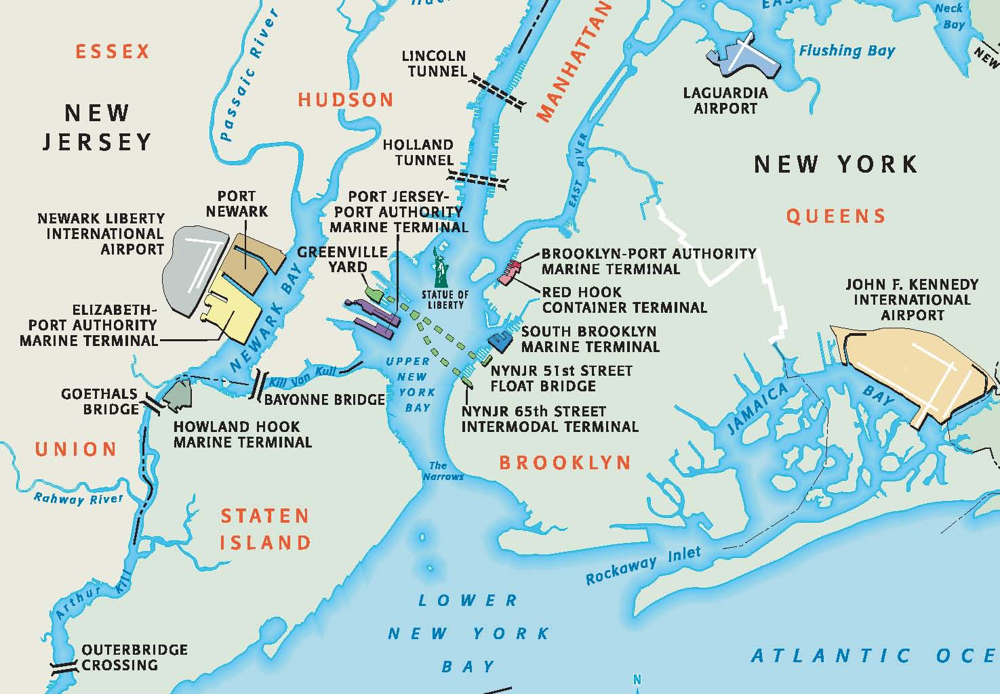 ESSEX
NEW
JERSEY
Passaic River
HUDSON
LINCOLN
TUNNEL
MANHATTAN
EAS
Neck
Bay
NEW
Flushing Bay
LAGUARDIA
AIRPORT
HOLLAND
TUNNEL
EAST RIVER
NEW YORK
QUEENS
PORT
NEWARK
NEWARK LIBERTY
INTERNATIONAL
AIRPORT
PORT JERSEY-
PORT AUTHORITY
MARINE TERMINAL
GREENVILLE
YARD
STATUE OF
LIBERTY
BROOKLYN-PORT AUTHORITY
MARINE TERMINAL
RED HOOK
CONTAINER TERMINAL
JOHN F. KENNEDY
INTERNATIONAL
AIRPORT
ELIZABETH-
PORT AUTHORITY
MARINE TERMINAL
NEWARK BAY
SOUTH BROOKLYN
MARINE TERMINAL
UPPER
NEW
YORK
BAY
NYNJR 51st STREET
FLOAT BRIDGE
Kill Van Kull
BAYONNE BRIDGE
GOETHALS
BRIDGE
NYNJR 65th STREET
INTERMODAL TERMINAL
JAMAICA BAY
HOWLAND HOOK
MARINE TERMINAL
UNION
The
Narrows
BROOKLYN
Rahway River
STATEN
ISLAND
Rockaway Inlet
Arthur Kill
LOWER
NEW YORK
BAY
OUTERBRIDGE
CROSSING
ATLANTIC OCE
N